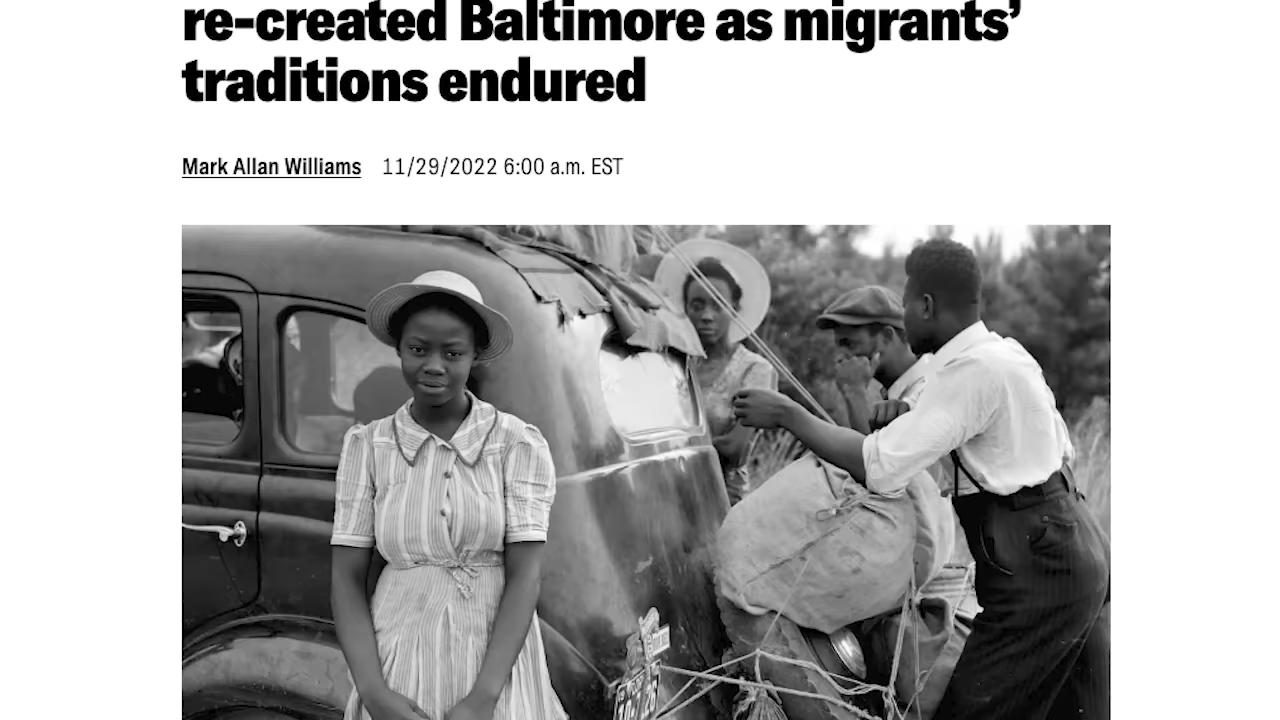 re-created Baltimore as migrants’
traditions endured
Mark Allan Williams 11/29/2022 6:00 a.m. EST